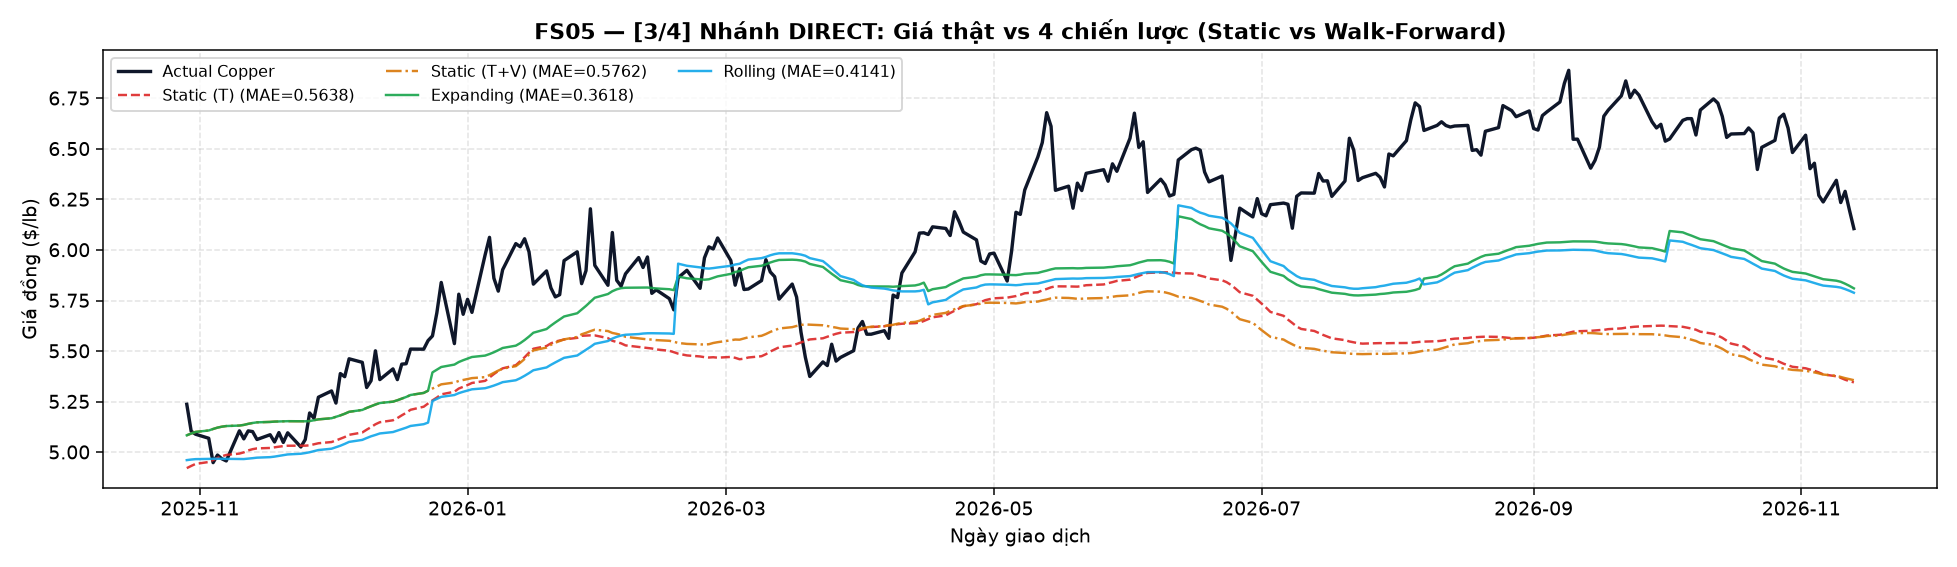 FS05 — [3/4] Nhánh DIRECT: Giá thật vs 4 chiến lược (Static vs Walk-Forward)
Actual Copper
Static (T) (MAE=0.5638)
Static (T+V) (MAE=0.5762)
Expanding (MAE=0.3618)
Rolling (MAE=0.4141)
Giá đồng ($/lb)
6.75
6.50
6.25
6.00
5.75
5.50
5.25
5.00
2025-11
2026-01
2026-03
2026-05
2026-07
2026-09
2026-11
Ngày giao dịch